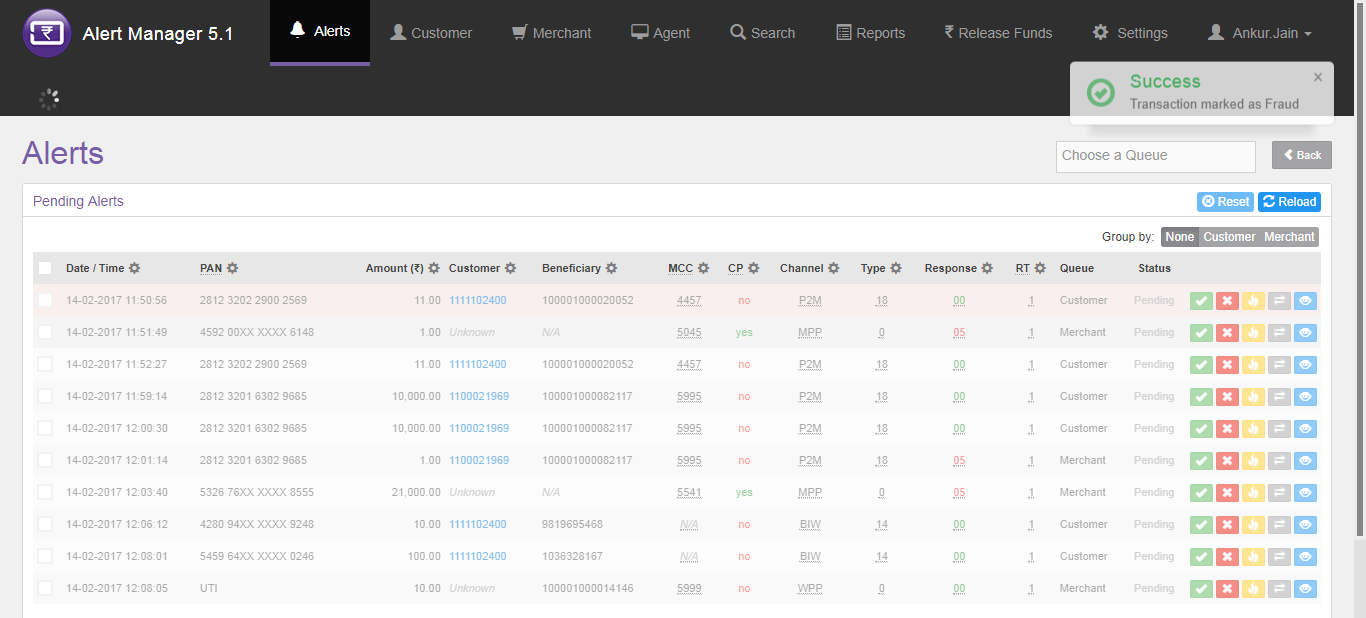 Alert Manager 5.1 Alerts Customer Merchant Agent Search Reports ₹ Release Funds Settings Ankur.Jain
Success ×
Transaction marked as Fraud
Alerts
Choose a Queue Back
Pending Alerts Reset Reload
Group by: None Customer Merchant
Date / Time PAN Amount (₹) Customer Beneficiary MCC CP Channel Type Response RT Queue Status
14-02-2017 11:50:56 2812 3202 2900 2569 11.00 1111102400 100001000020052 4457 no P2M 18 00 1 Customer Pending
14-02-2017 11:51:49 4592 00XX XXXX 6148 1.00 Unknown N/A 5045 yes MPP 0 05 1 Merchant Pending
14-02-2017 11:52:27 2812 3202 2900 2569 11.00 1111102400 100001000020052 4457 no P2M 18 00 1 Customer Pending
14-02-2017 11:59:14 2812 3201 6302 9685 10,000.00 1100021969 100001000082117 5995 no P2M 18 00 1 Customer Pending
14-02-2017 12:00:30 2812 3201 6302 9685 10,000.00 1100021969 100001000082117 5995 no P2M 18 00 1 Customer Pending
14-02-2017 12:01:14 2812 3201 6302 9685 1.00 1100021969 100001000082117 5995 no P2M 18 05 1 Merchant Pending
14-02-2017 12:03:40 5326 76XX XXXX 8555 21,000.00 Unknown N/A 5541 yes MPP 0 05 1 Merchant Pending
14-02-2017 12:06:12 4280 94XX XXXX 9248 10.00 1111102400 9819695468 N/A no BIW 14 00 1 Customer Pending
14-02-2017 12:08:01 5459 64XX XXXX 0246 100.00 1111102400 1036328167 N/A no BIW 14 00 1 Customer Pending
14-02-2017 12:08:05 UTI 10.00 Unknown 100001000014146 5999 no WPP 0 00 1 Merchant Pending